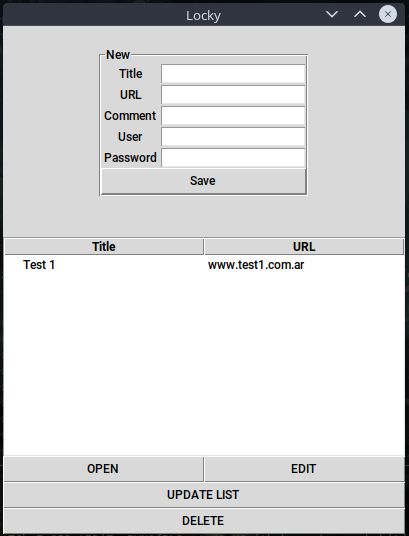 Locky
New
Title
URL
Comment
User
Password
Save
Title URL
Test 1 www.test1.com.ar
OPEN EDIT
UPDATE LIST
DELETE